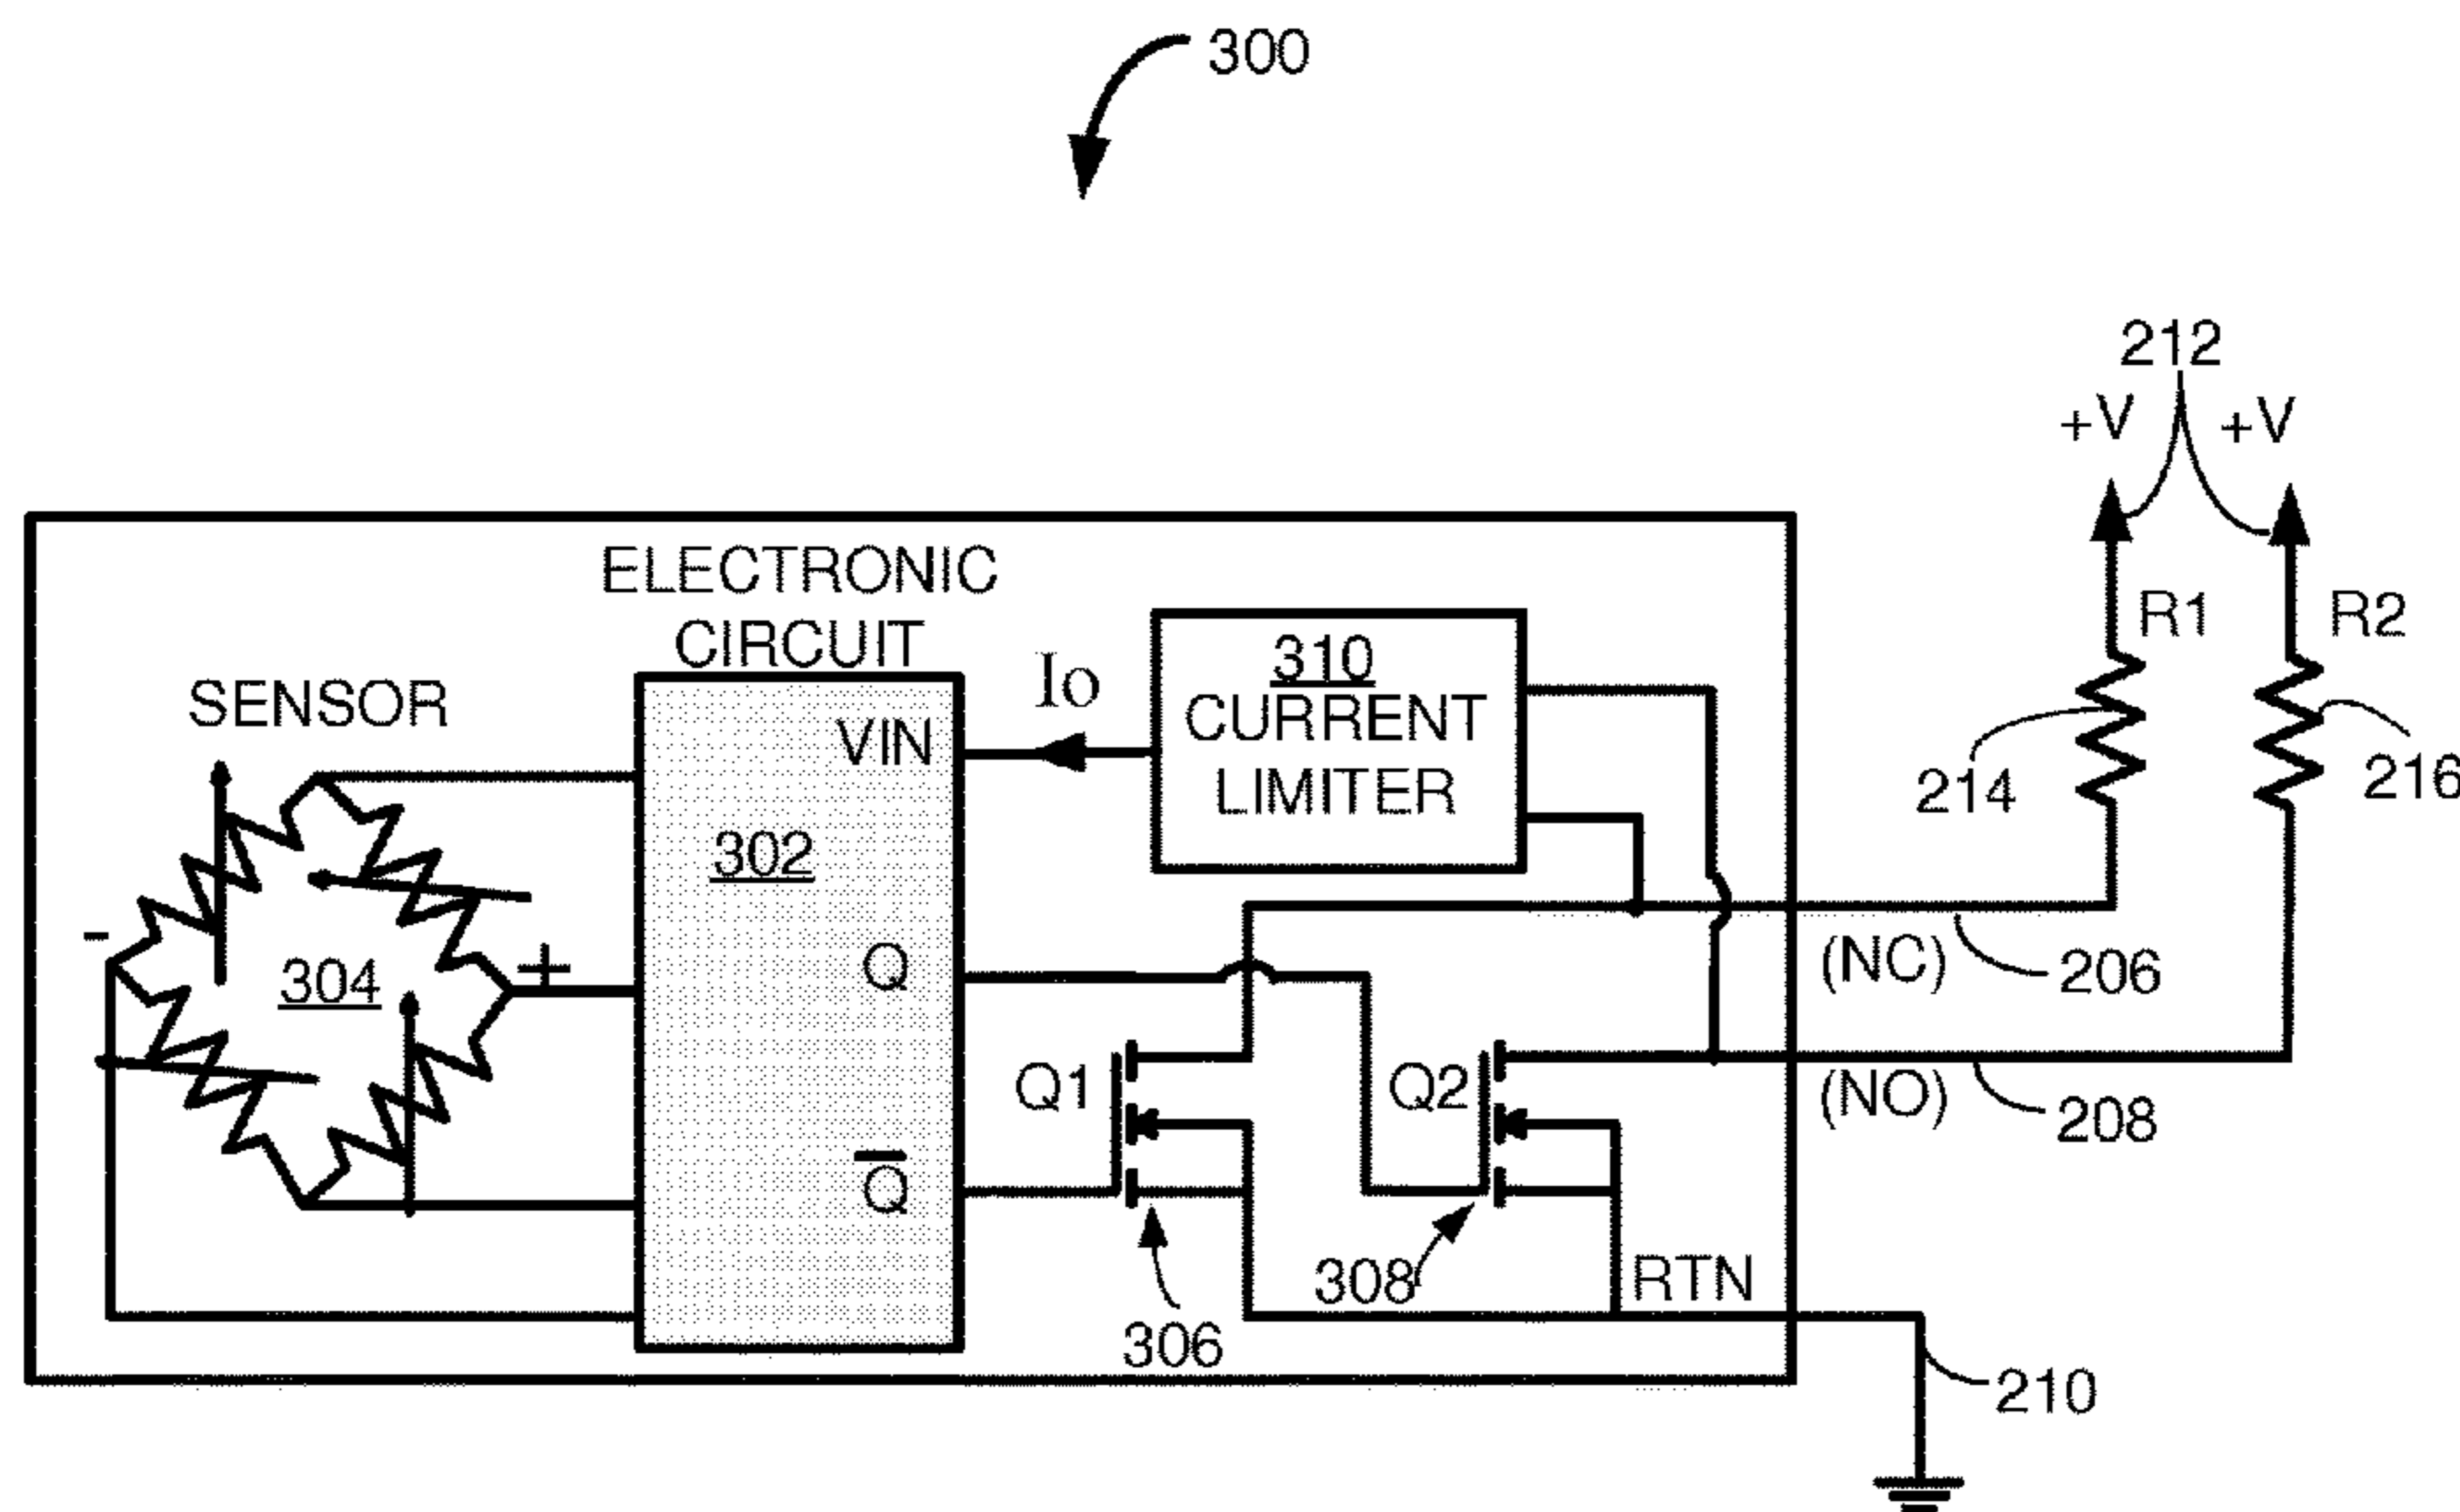 300
212
+V
+V
ELECTRONIC
CIRCUIT
R1
R2
310
CURRENT
LIMITER
Io
SENSOR
VIN
214
216
302
Q
(NC)
206
-
+
304
Q1
Q2
(NO)
208
Q̅
308
RTN
306
210